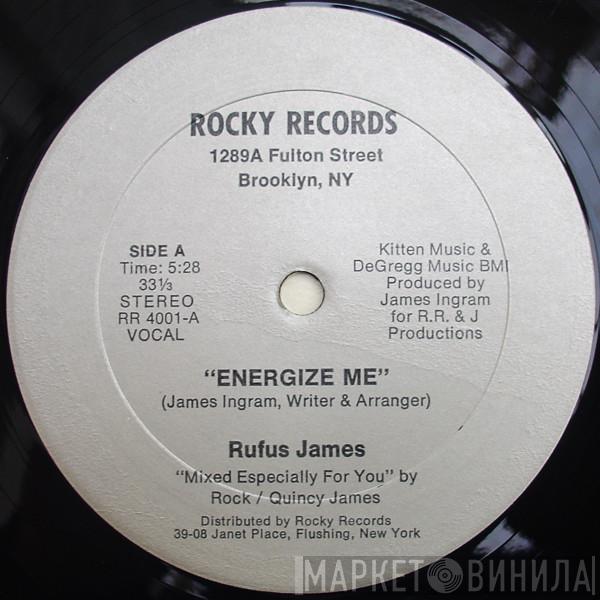 ROCKY RECORDS
1289A Fulton Street
Brooklyn, NY
SIDE A
Time: 5:28
33⅓
STEREO
RR 4001-A
VOCAL
Kitten Music &
DeGregg Music BMI
Produced by
James Ingram
for R.R. & J
Productions
"ENERGIZE ME"
(James Ingram, Writer & Arranger)
Rufus James
"Mixed Especially For You" by
Rock / Quincy James
Distributed by Rocky Records
39-08 Janet Place, Flushing, New York
МАРКЕТ ВИНИЛА